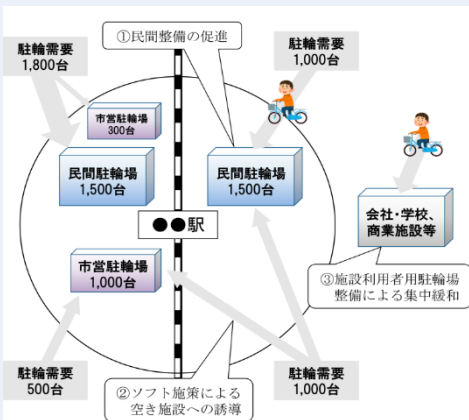 ①民間整備の促進
駐輪需要
1,800台
駐輪需要
1,000台
市営駐輪場
300台
民間駐輪場
1,500台
民間駐輪場
1,500台
会社・学校、
商業施設等
●●駅
市営駐輪場
1,000台
③施設利用者用駐輪場
整備による集中緩和
駐輪需要
500台
②ソフト施策による
空き施設への誘導
駐輪需要
1,000台